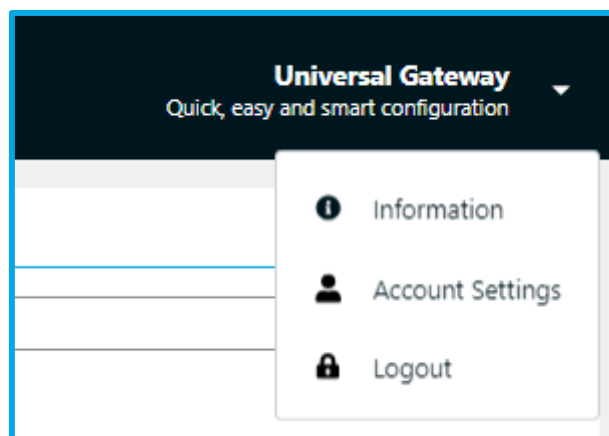 Universal Gateway
Quick, easy and smart configuration
Information
Account Settings
Logout